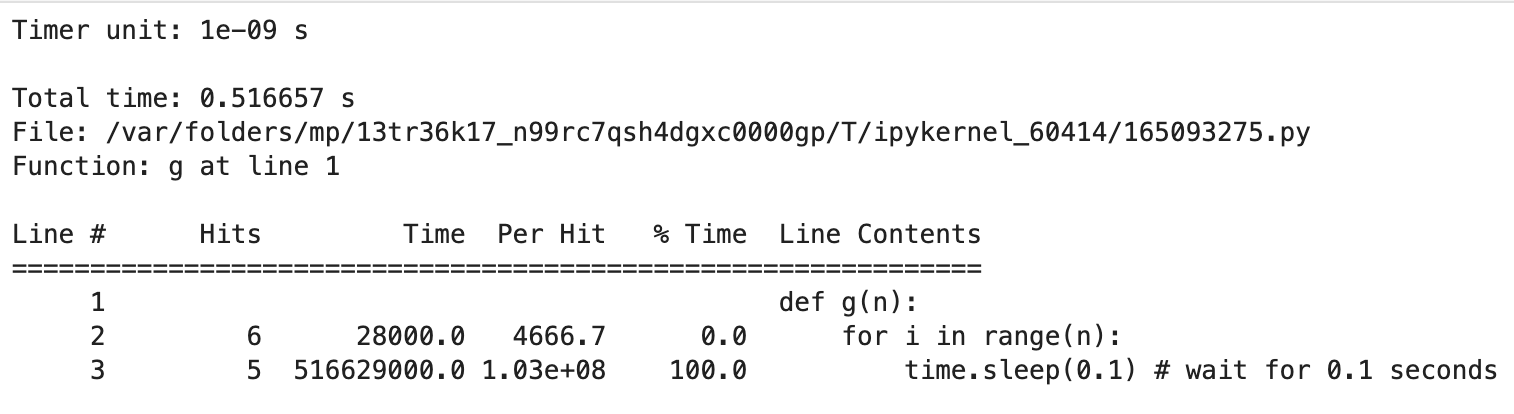 Timer unit: 1e-09 s

Total time: 0.516657 s
File: /var/folders/mp/13tr36k17_n99rc7qsh4dgxc0000gp/T/ipykernel_60414/165093275.py
Function: g at line 1

Line #      Hits         Time  Per Hit   % Time  Line Contents
==============================================================
     1                                           def g(n):
     2         6      28000.0   4666.7      0.0      for i in range(n):
     3         5  516629000.0 1.03e+08    100.0          time.sleep(0.1) # wait for 0.1 seconds